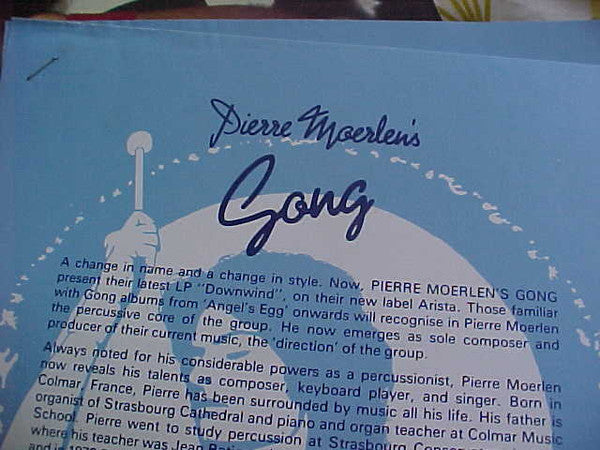 Pierre Moerlen's
Gong
A change in name and a change in style. Now, PIERRE MOERLEN'S GONG
present their latest LP "Downwind", on their new label Arista. Those familiar
with Gong albums from 'Angel's Egg' onwards will recognise in Pierre Moerlen
the percussive core of the group. He now emerges as sole composer and
producer of their current music, the 'direction' of the group.
Always noted for his considerable powers as a percussionist, Pierre Moerlen
now reveals his talents as composer, keyboard player, and singer. Born in
Colmar, France, Pierre has been surrounded by music all his life. His father is
organist of Strasbourg Cathedral and piano and organ teacher at Colmar Music
School. Pierre went to study percussion at Strasbourg
where his teacher was Jean